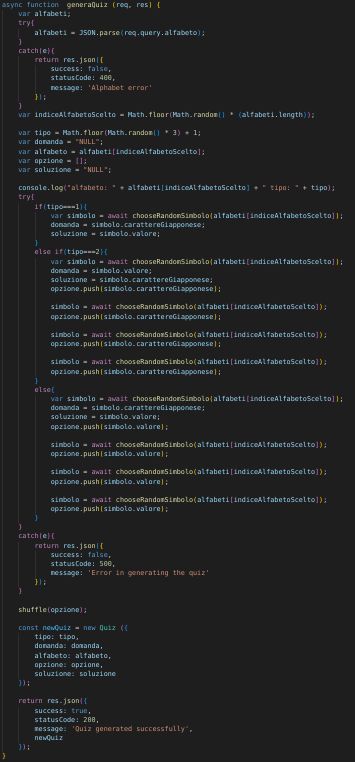 async function generaQuiz (req, res) {
var alfabeti;
try{
alfabeti = JSON.parse(req.query.alfabeto);
}
catch(e){
return res.json({
success: false,
statusCode: 400,
message: 'Alphabet error'
});
}
var indiceAlfabetoScelto = Math.floor(Math.random() * (alfabeti.length));
var tipo = Math.floor(Math.random() * 3) + 1;
var domanda = "NULL";
var alfabeto = alfabeti[indiceAlfabetoScelto];
var opzione = [];
var soluzione = "NULL";
console.log("alfabeto: " + alfabeti[indiceAlfabetoScelto] + " tipo: " + tipo);
try{
if(tipo===1){
var simbolo = await chooseRandomSimbolo(alfabeti[indiceAlfabetoScelto]);
domanda = simbolo.carattereGiapponese;
soluzione = simbolo.valore;
}
else if(tipo===2){
var simbolo = await chooseRandomSimbolo(alfabeti[indiceAlfabetoScelto]);
domanda = simbolo.valore;
soluzione = simbolo.carattereGiapponese;
opzione.push(simbolo.carattereGiapponese);
simbolo = await chooseRandomSimbolo(alfabeti[indiceAlfabetoScelto]);
opzione.push(simbolo.carattereGiapponese);
simbolo = await chooseRandomSimbolo(alfabeti[indiceAlfabetoScelto]);
opzione.push(simbolo.carattereGiapponese);
simbolo = await chooseRandomSimbolo(alfabeti[indiceAlfabetoScelto]);
opzione.push(simbolo.carattereGiapponese);
}
else{
var simbolo = await chooseRandomSimbolo(alfabeti[indiceAlfabetoScelto]);
domanda = simbolo.carattereGiapponese;
soluzione = simbolo.valore;
opzione.push(simbolo.valore);
simbolo = await chooseRandomSimbolo(alfabeti[indiceAlfabetoScelto]);
opzione.push(simbolo.valore);
simbolo = await chooseRandomSimbolo(alfabeti[indiceAlfabetoScelto]);
opzione.push(simbolo.valore);
simbolo = await chooseRandomSimbolo(alfabeti[indiceAlfabetoScelto]);
opzione.push(simbolo.valore);
}
}
catch(e){
return res.json({
success: false,
statusCode: 500,
message: 'Error in generating the quiz'
});
}
shuffle(opzione);
const newQuiz = new Quiz ({
tipo: tipo,
domanda: domanda,
alfabeto: alfabeto,
opzione: opzione,
soluzione: soluzione
});
return res.json({
success: true,
statusCode: 200,
message: 'Quiz generated successfully',
newQuiz
});
}